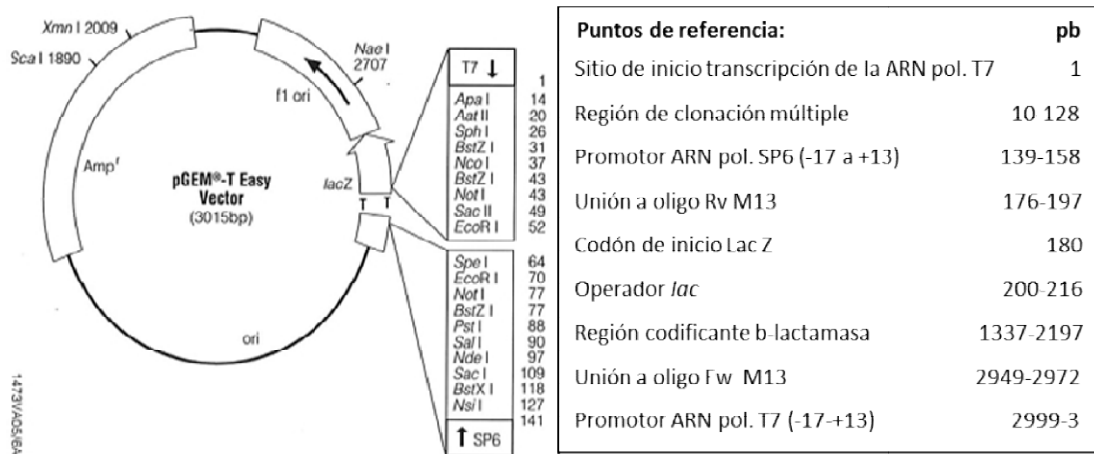 Xmn I 2009
Sca I 1890
Nae I
2707
f1 ori
Ampr
pGEM®-T Easy
Vector
(3015bp)
lacZ
T T
ori
T7 ↓
1
Apa I 14
Aat II 20
Sph I 26
BstZ I 31
Nco I 37
BstZ I 43
Not I 43
Sac II 49
EcoR I 52
Spe I 64
EcoR I 70
Not I 77
BstZ I 77
Pst I 88
Sal I 90
Nde I 97
Sac I 109
BstX I 118
Nsi I 127
141
↑ SP6
Puntos de referencia: pb
Sitio de inicio transcripción de la ARN pol. T7 1
Región de clonación múltiple 10 128
Promotor ARN pol. SP6 (-17 a +13) 139-158
Unión a oligo Rv M13 176-197
Codón de inicio Lac Z 180
Operador lac 200-216
Región codificante b-lactamasa 1337-2197
Unión a oligo Fw M13 2949-2972
Promotor ARN pol. T7 (-17-+13) 2999-3